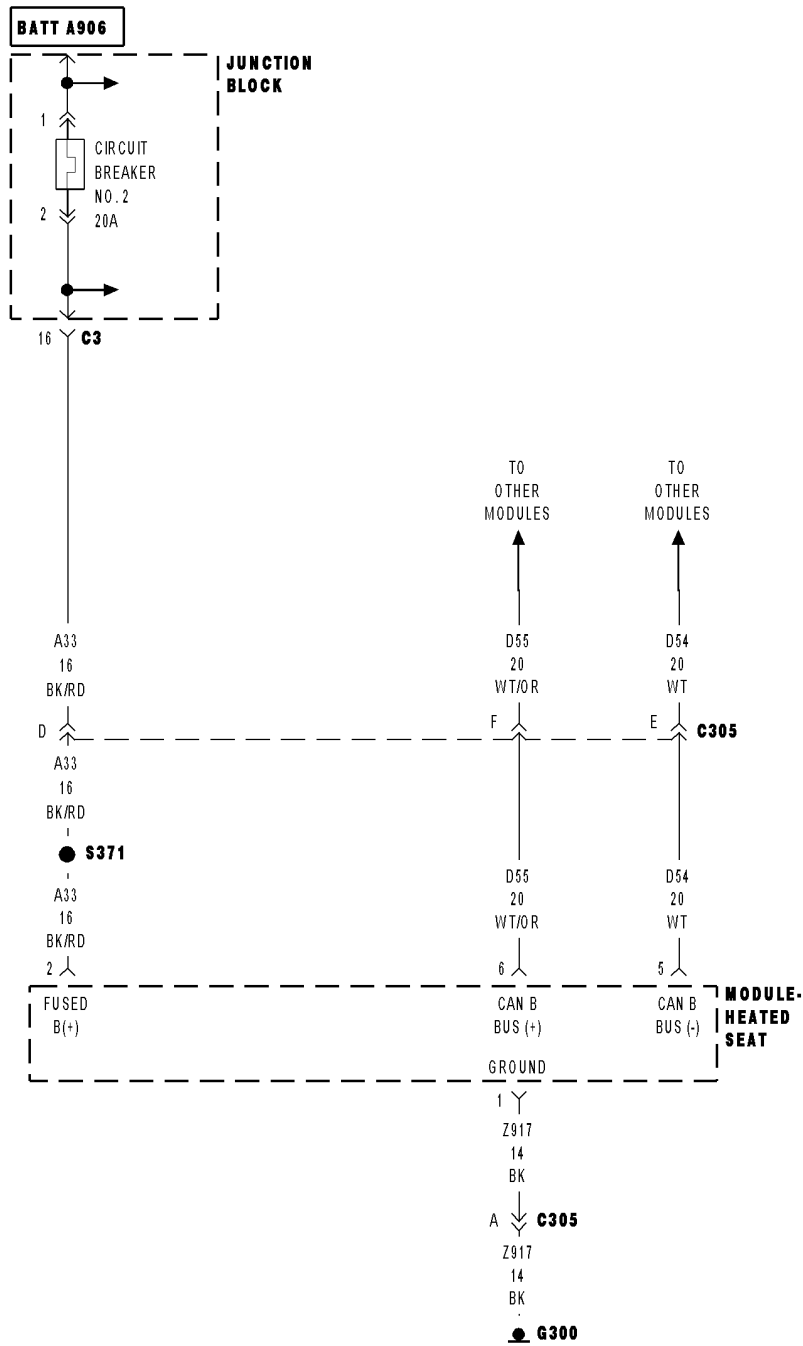 BATT A906
JUNCTION
BLOCK
1
CIRCUIT
BREAKER
NO.2
20A
2
16 C3
TO
OTHER
MODULES
TO
OTHER
MODULES
A33
16
BK/RD
D55
20
WT/OR
D54
20
WT
D
F
E
C305
A33
16
BK/RD
S371
A33
16
BK/RD
D55
20
WT/OR
D54
20
WT
2
6
5
FUSED
B(+)
CAN B
BUS (+)
CAN B
BUS (-)
MODULE-
HEATED
SEAT
GROUND
1
Z917
14
BK
A C305
Z917
14
BK
G300